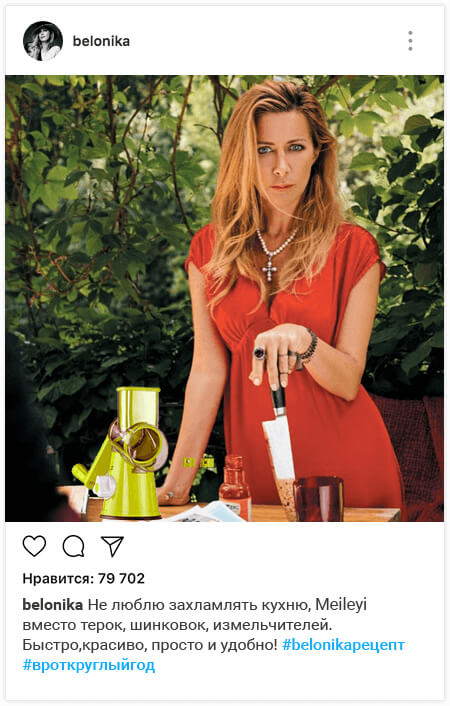 belonika
Нравится: 79 702
belonika Не люблю захламлять кухню, Meileyi
вместо терок, шинковок, измельчителей.
Быстро,красиво, просто и удобно! #belonikaрецепт
#вроткруглыйгод